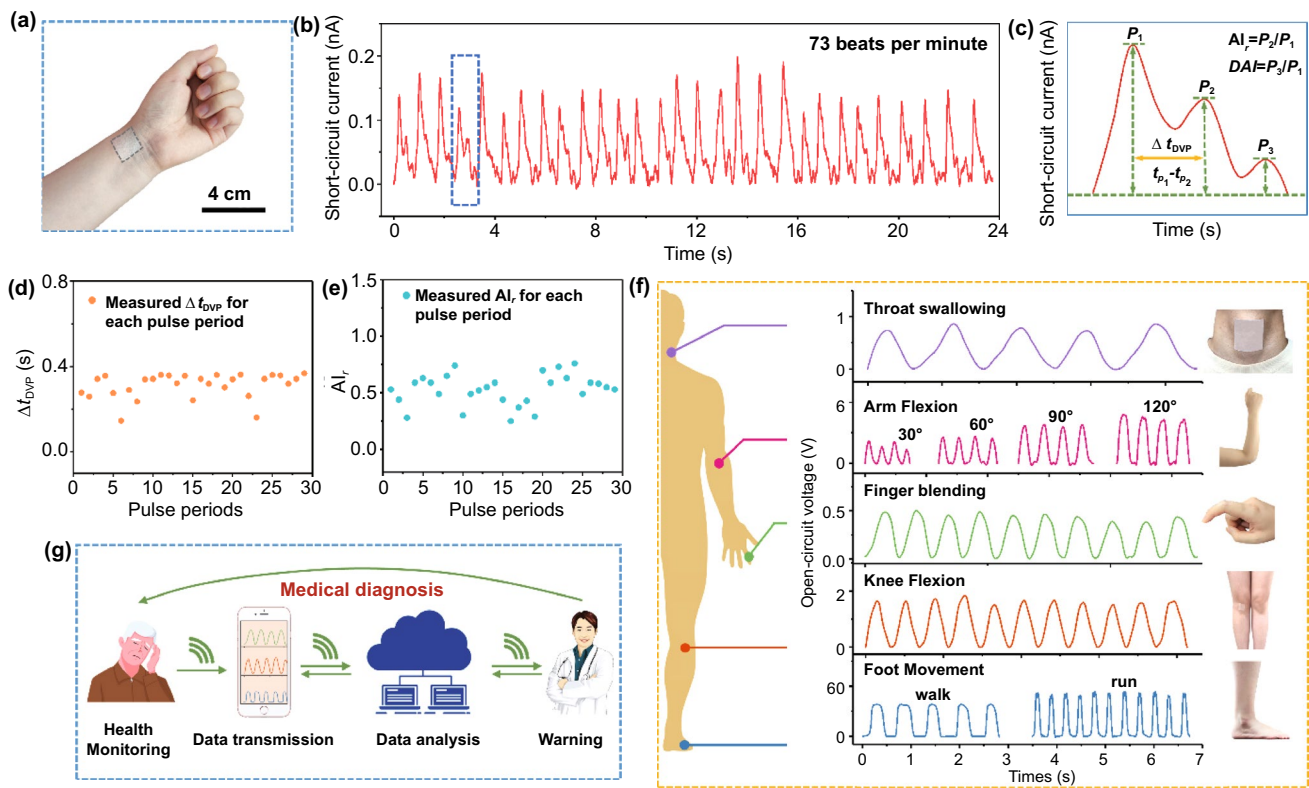 (a)
4 cm
(b)
Short-circuit current (nA)
0.2
0.1
0.0
73 beats per minute
0 4 8 12 16 20 24
Time (s)
(c)
Short-circuit current (nA)
P1
P2
P3
AIr=P2/P1
DAI=P3/P1
Δ tDVP
tP1-tP2
Time (s)
(d)
ΔtDVP (s)
0.8
0.4
0.0
Measured ΔtDVP for
each pulse period
0 5 10 15 20 25 30
Pulse periods
(e)
AIr
1.5
1.0
0.5
0.0
Measured AIr for each
pulse period
0 5 10 15 20 25 30
Pulse periods
(f)
Open-circuit voltage (V)
Throat swallowing
1
0
Arm Flexion
6
3
0
30°
60°
90°
120°
Finger blending
0.5
0.0
Knee Flexion
2
0
Foot Movement
60
0
walk
run
0 1 2 3 4 5 6 7
Times (s)
(g)
Medical diagnosis
Health
Monitoring
Data transmission
Data analysis
Warning